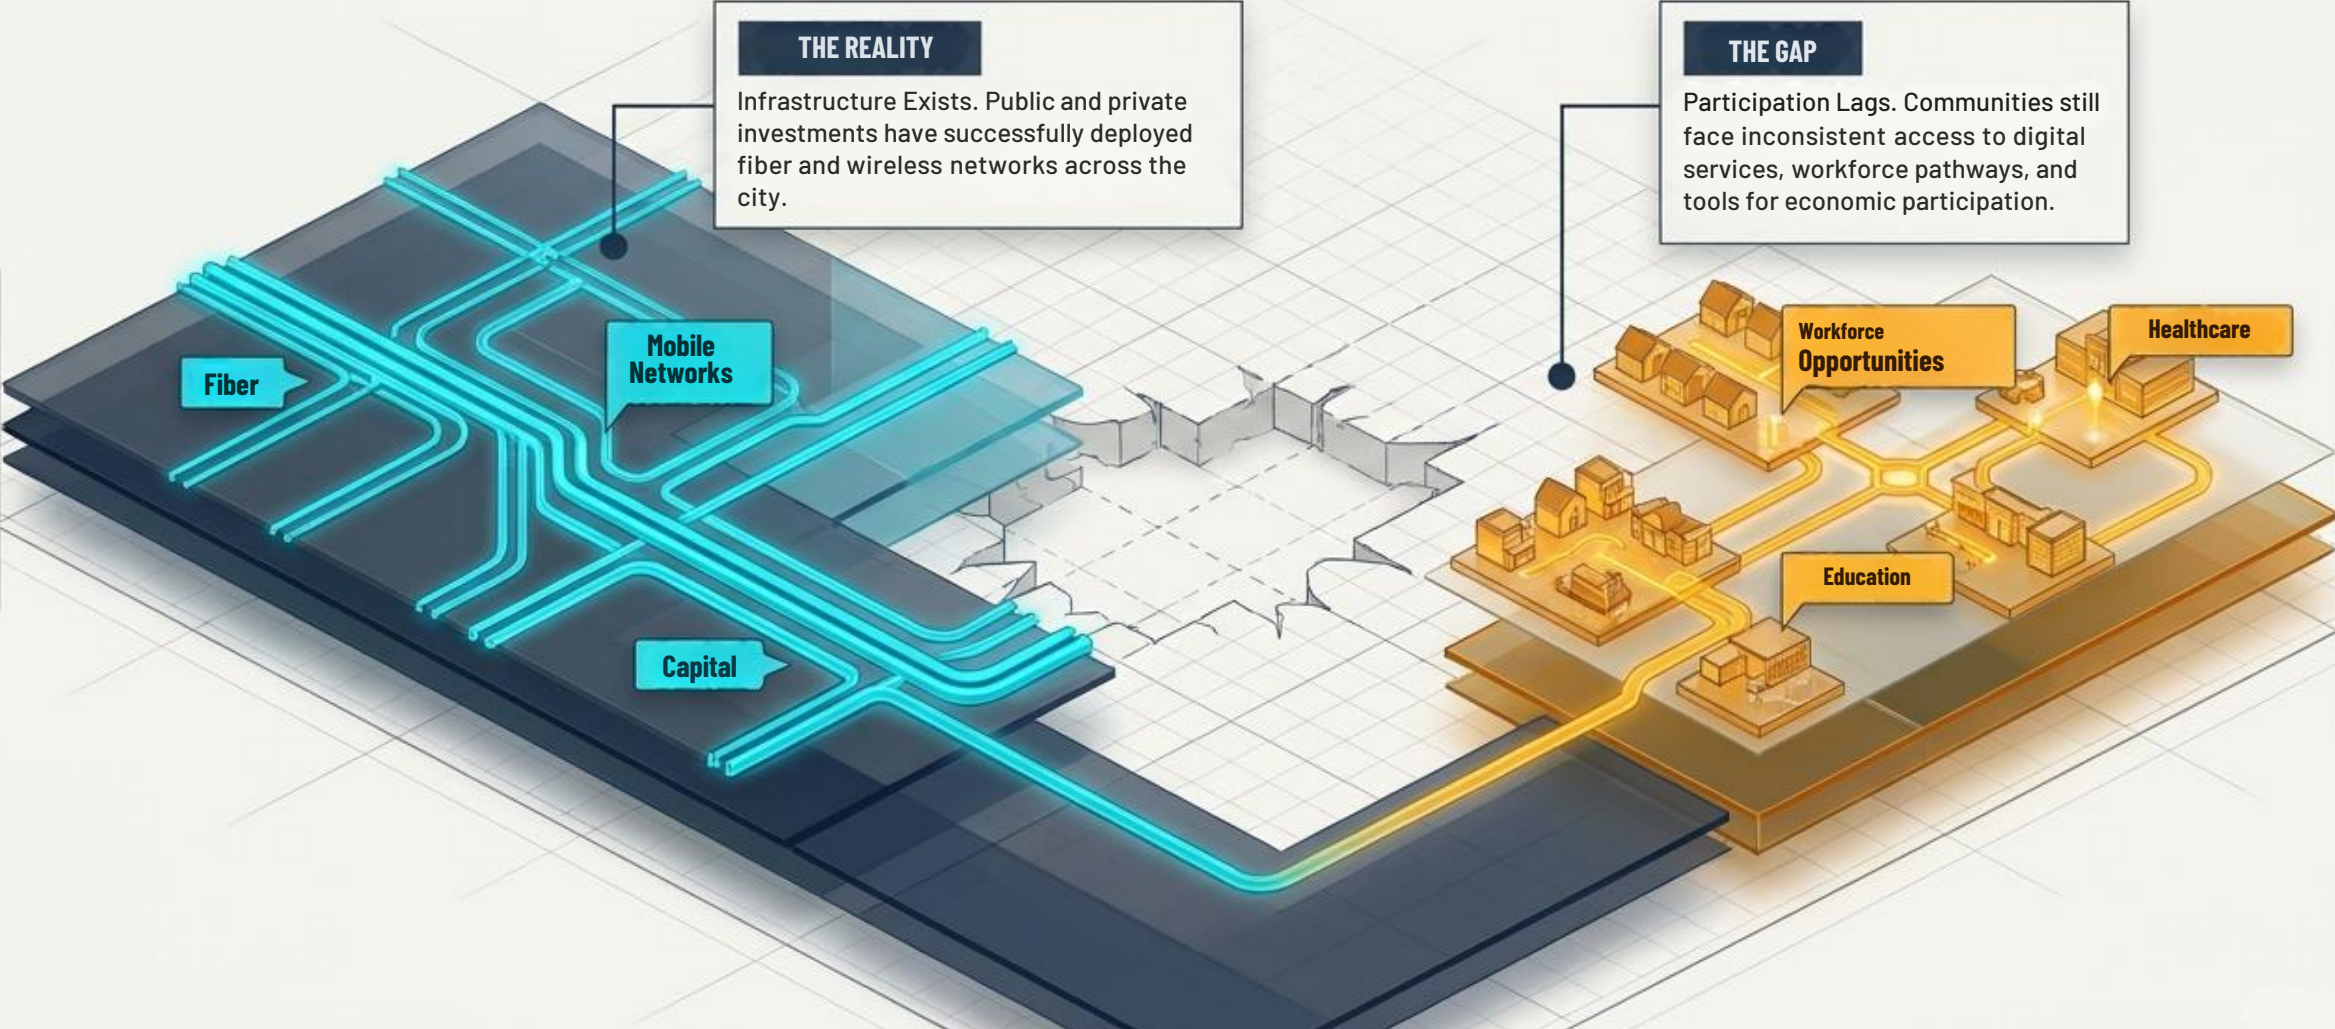 THE REALITY
Infrastructure Exists. Public and private
investments have successfully deployed
fiber and wireless networks across the
city.
THE GAP
Participation Lags. Communities still
face inconsistent access to digital
services, workforce pathways, and
tools for economic participation.
Fiber
Mobile
Networks
Capital
Workforce
Opportunities
Healthcare
Education